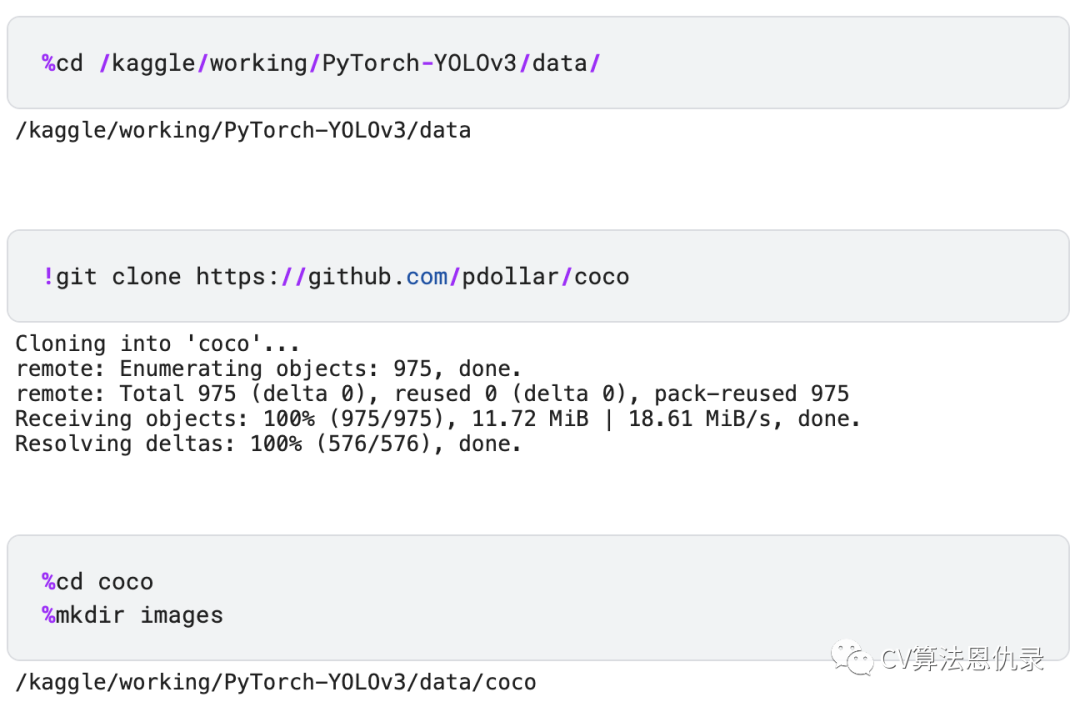 %cd /kaggle/working/PyTorch-YOLOv3/data/
/kaggle/working/PyTorch-YOLOv3/data
!git clone https://github.com/pdollar/coco
Cloning into 'coco'...
remote: Enumerating objects: 975, done.
remote: Total 975 (delta 0), reused 0 (delta 0), pack-reused 975
Receiving objects: 100% (975/975), 11.72 MiB | 18.61 MiB/s, done.
Resolving deltas: 100% (576/576), done.
%cd coco
%mkdir images
CV算法恩仇录
/kaggle/working/PyTorch-YOLOv3/data/coco